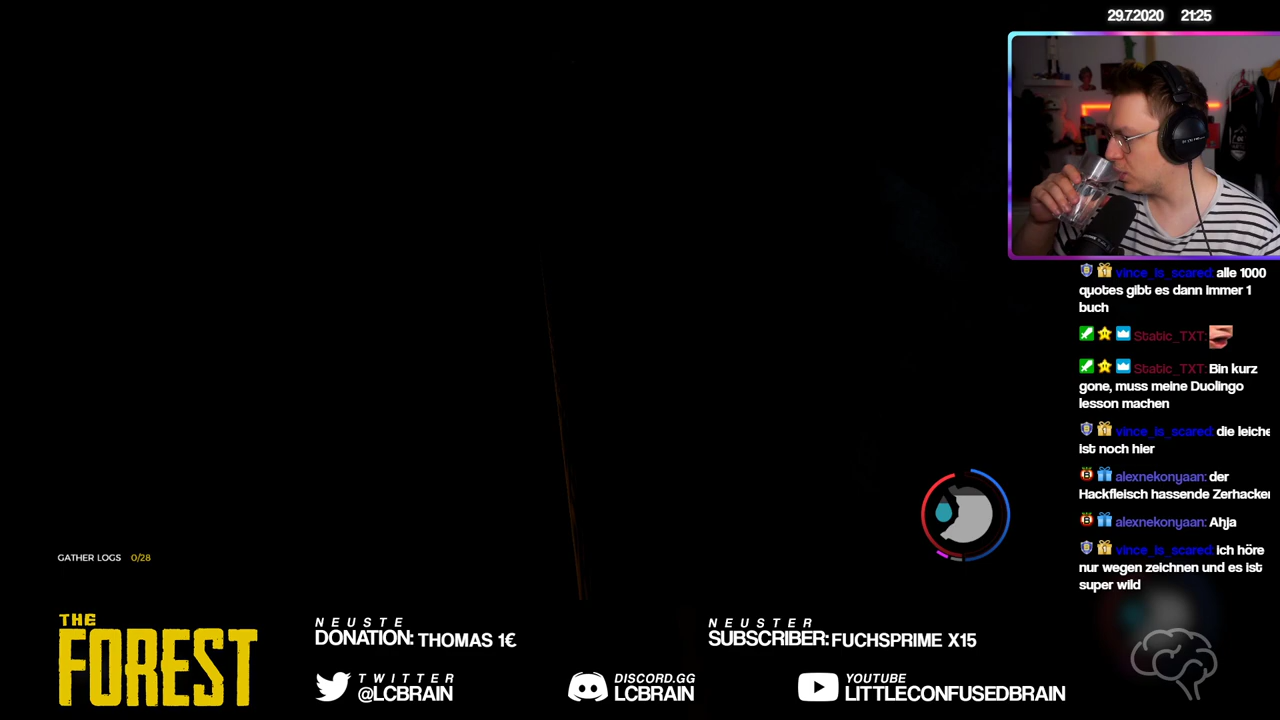 29.7.2020 21:25
vince_is_scared: alle 1000
quotes gibt es dann immer 1
buch
Static_TXT:
Static_TXT: Bin kurz
gone, muss meine Duolingo
lesson machen
vince_is_scared: die leiche
ist noch hier
alexnekonyaan: der
Hackfleisch hassende Zerhacker
alexnekonyaan: Ahja
vince_is_scared: ich höre
nur wegen zeichnen und es ist
super wild
GATHER LOGS 0/28
THE
FOREST
NEUSTE
DONATION: THOMAS 1€
NEUSTER
SUBSCRIBER: FUCHSPRIME X15
TWITTER
@LCBRAIN
DISCORD.GG
LCBRAIN
YOUTUBE
LITTLECONFUSEDBRAIN